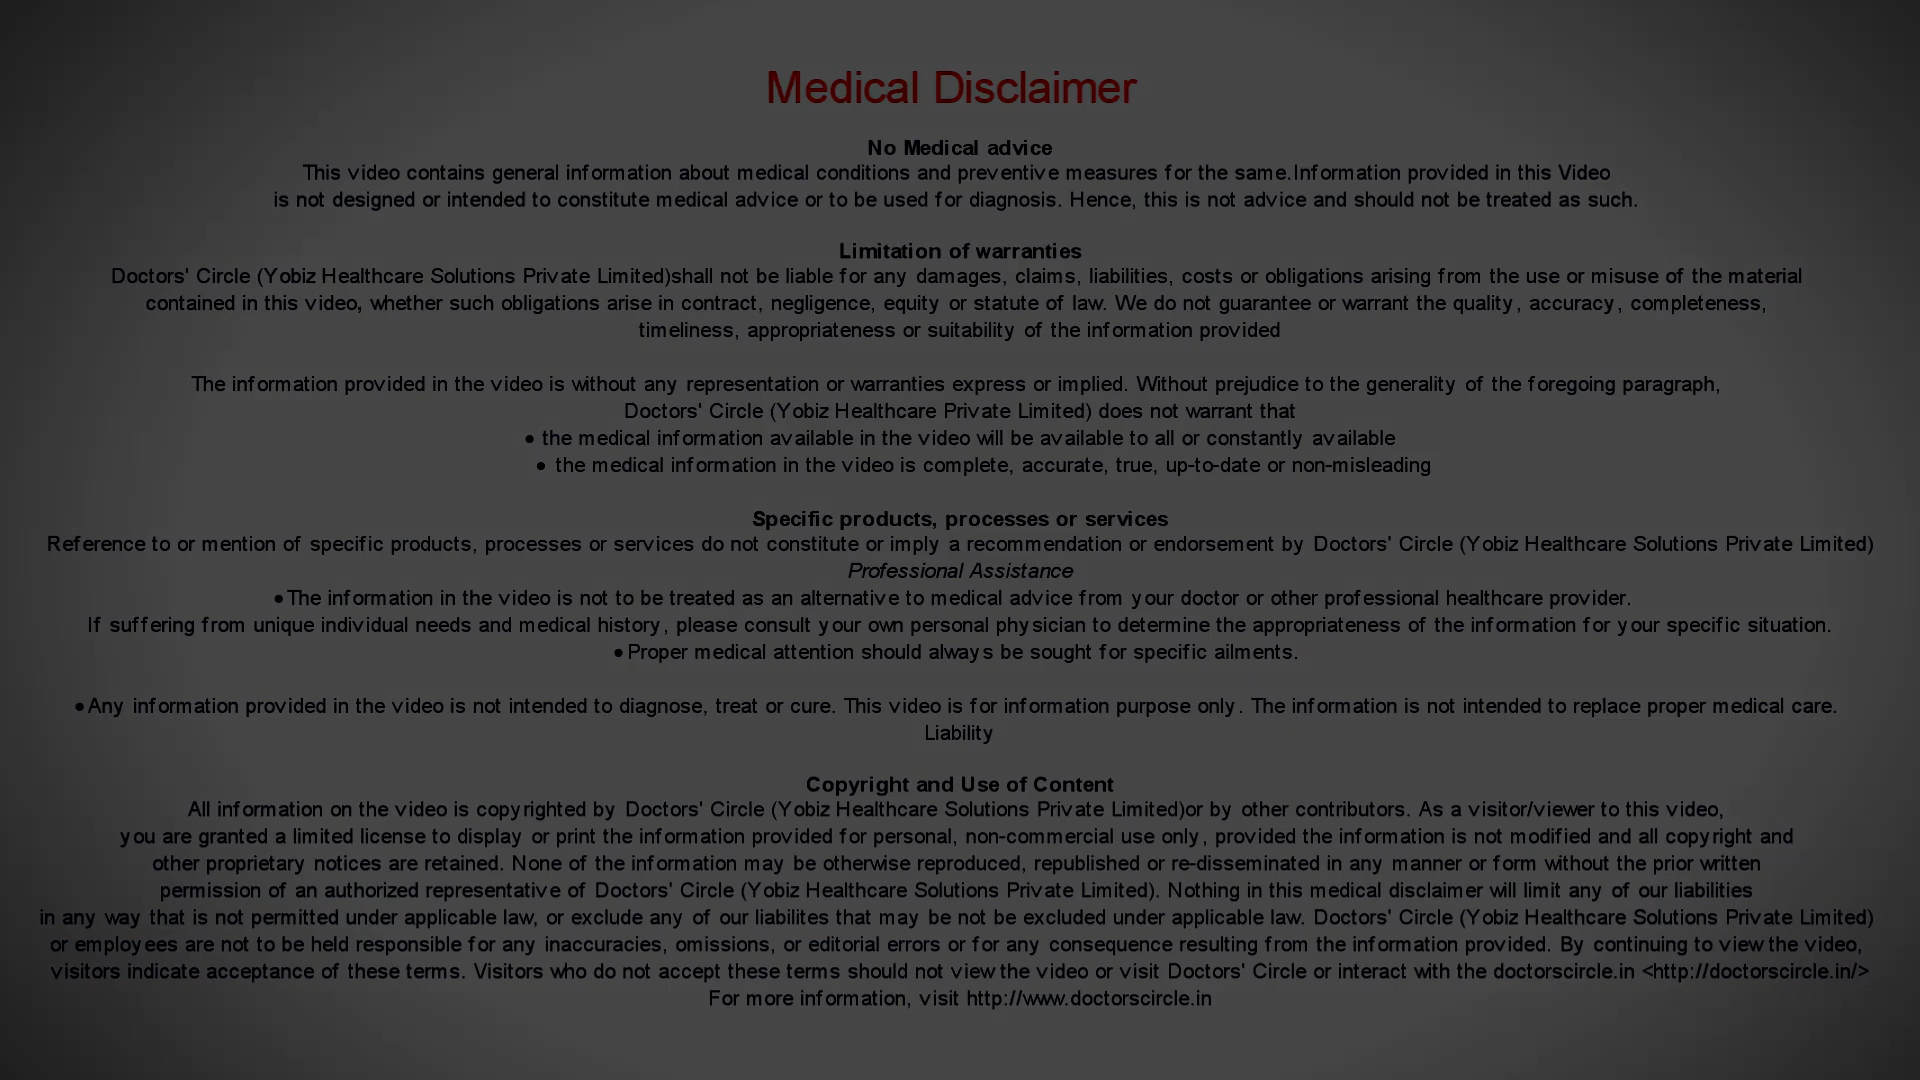 Medical Disclaimer
No Medical advice
This video contains general information about medical conditions and preventive measures for the same.Information provided in this Video
is not designed or intended to constitute medical advice or to be used for diagnosis. Hence, this is not advice and should not be treated as such.
Limitation of warranties
Doctors' Circle (Yobiz Healthcare Solutions Private Limited)shall not be liable for any damages, claims, liabilities, costs or obligations arising from the use or misuse of the material
contained in this video, whether such obligations arise in contract, negligence, equity or statute of law. We do not guarantee or warrant the quality, accuracy, completeness,
timeliness, appropriateness or suitability of the information provided
The information provided in the video is without any representation or warranties express or implied. Without prejudice to the generality of the foregoing paragraph,
Doctors' Circle (Yobiz Healthcare Private Limited) does not warrant that
• the medical information available in the video will be available to all or constantly available
• the medical information in the video is complete, accurate, true, up-to-date or non-misleading
Specific products, processes or services
Reference to or mention of specific products, processes or services do not constitute or imply a recommendation or endorsement by Doctors' Circle (Yobiz Healthcare Solutions Private Limited)
Professional Assistance
•The information in the video is not to be treated as an alternative to medical advice from your doctor or other professional healthcare provider.
If suffering from unique individual needs and medical history, please consult your own personal physician to determine the appropriateness of the information for your specific situation.
•Proper medical attention should always be sought for specific ailments.
•Any information provided in the video is not intended to diagnose, treat or cure. This video is for information purpose only. The information is not intended to replace proper medical care.
Liability
Copyright and Use of Content
All information on the video is copyrighted by Doctors' Circle (Yobiz Healthcare Solutions Private Limited)or by other contributors. As a visitor/viewer to this video,
you are granted a limited license to display or print the information provided for personal, non-commercial use only, provided the information is not modified and all copyright and
other proprietary notices are retained. None of the information may be otherwise reproduced, republished or re-disseminated in any manner or form without the prior written
permission of an authorized representative of Doctors' Circle (Yobiz Healthcare Solutions Private Limited). Nothing in this medical disclaimer will limit any of our liabilities
in any way that is not permitted under applicable law, or exclude any of our liabilites that may be not be excluded under applicable law. Doctors' Circle (Yobiz Healthcare Solutions Private Limited)
or employees are not to be held responsible for any inaccuracies, omissions, or editorial errors or for any consequence resulting from the information provided. By continuing to view the video,
visitors indicate acceptance of these terms. Visitors who do not accept these terms should not view the video or visit Doctors' Circle or interact with the doctorscircle.in <http://doctorscircle.in/>
For more information, visit http://www.doctorscircle.in